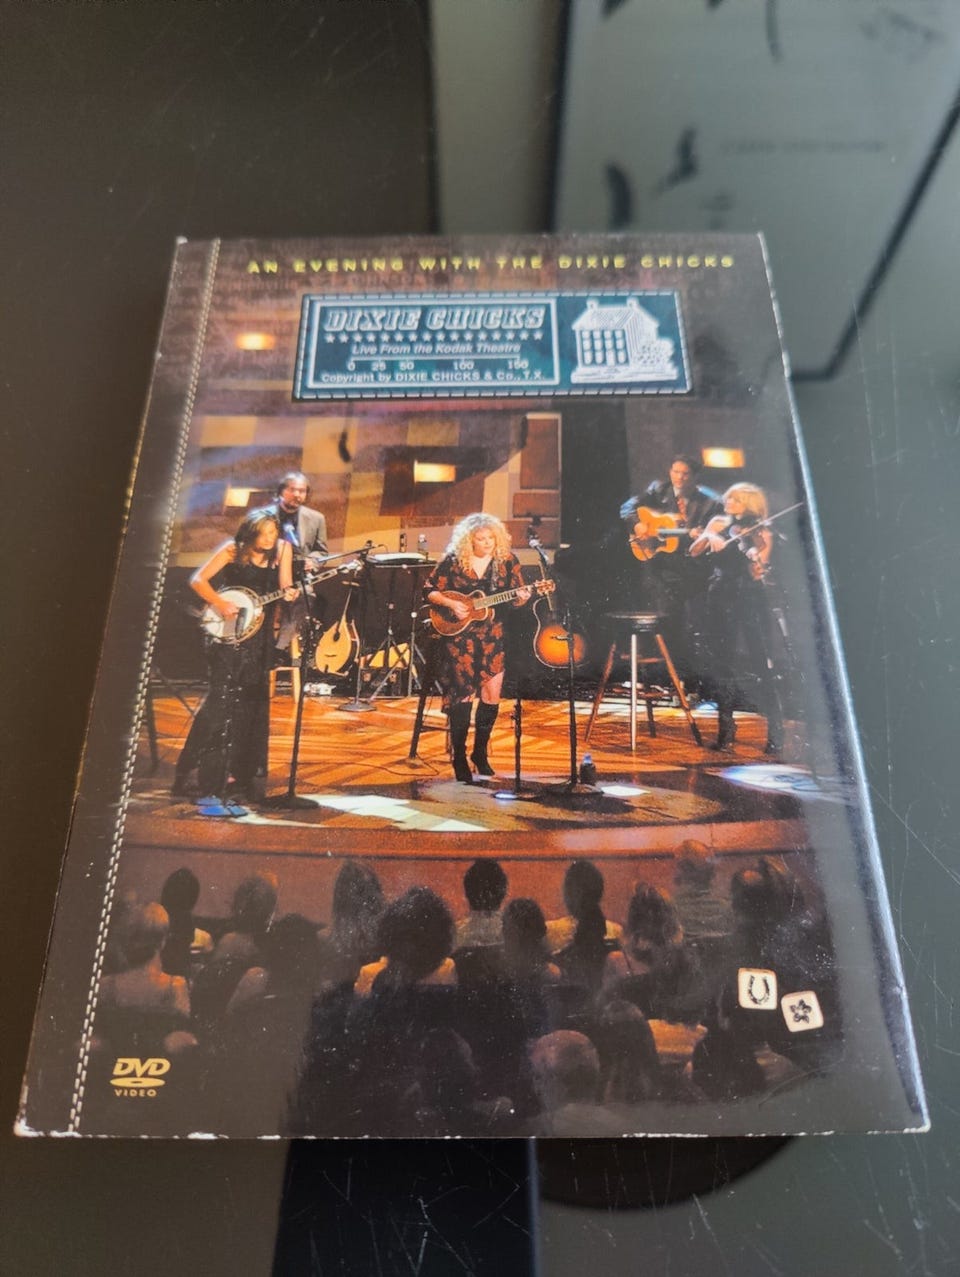 AN EVENING WITH THE DIXIE CHICKS
DIXIE CHICKS
Live From the Kodak Theatre
0 25 50 100 150
Copyright by DIXIE CHICKS & Co., T.X.
DVD
VIDEO